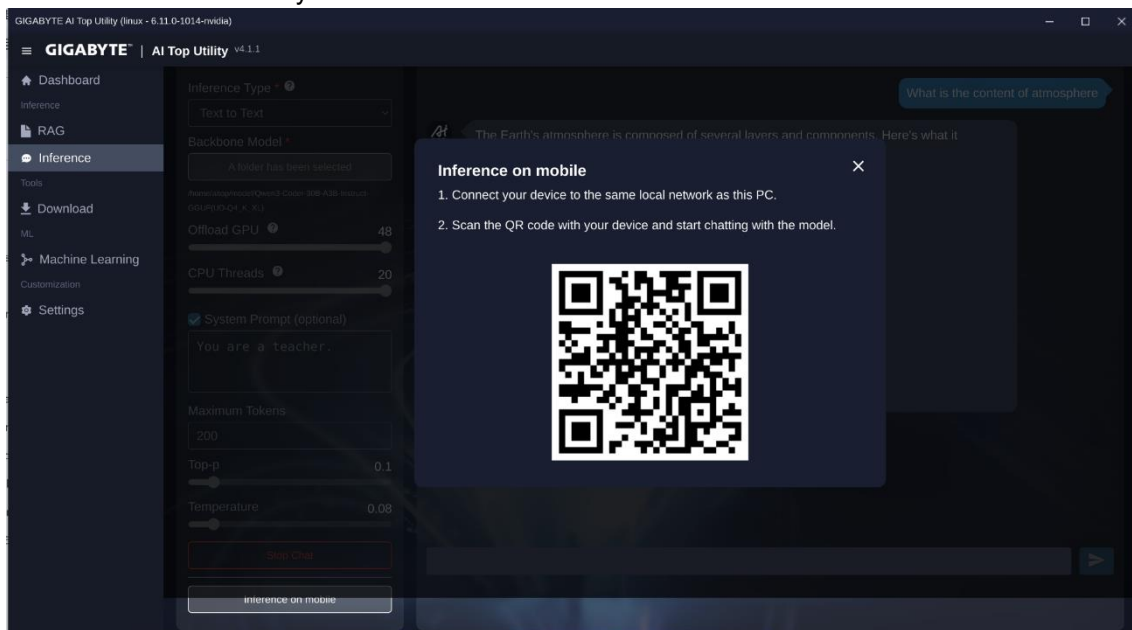 GIGABYTE AI Top Utility (linux - 6.11.0-1014-nvidia)
GIGABYTE™ | AI Top Utility v4.1.1
Dashboard
Inference
RAG
Inference
Tools
Download
ML
Machine Learning
Customization
Settings
Inference Type *
Text to Text
Backbone Model *
A folder has been selected
Offload GPU
48
CPU Threads
20
System Prompt (optional)
You are a teacher.
Maximum Tokens
200
Top-p
0.1
Temperature
0.08
Stop Chat
Inference on mobile
What is the content of atmosphere
The Earth's atmosphere is composed of several layers and components. Here's what it
Inference on mobile
1. Connect your device to the same local network as this PC.
2. Scan the QR code with your device and start chatting with the model.